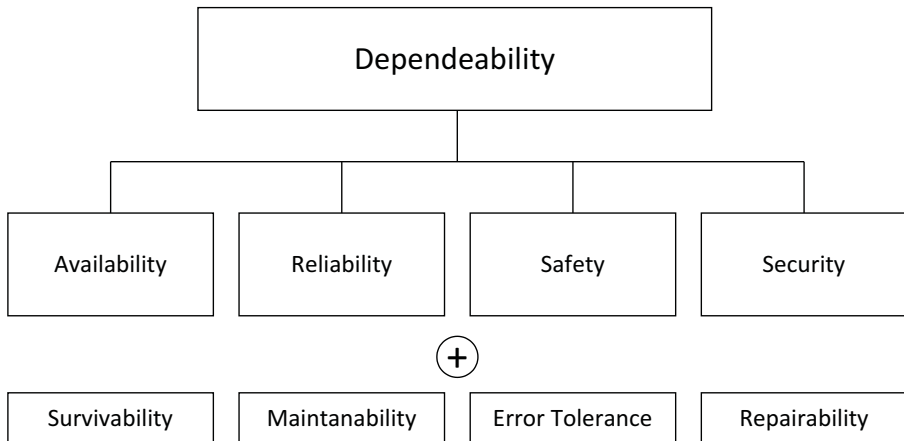 Dependeability
Availability
Reliability
Safety
Security
+
Survivability
Maintanability
Error Tolerance
Repairability